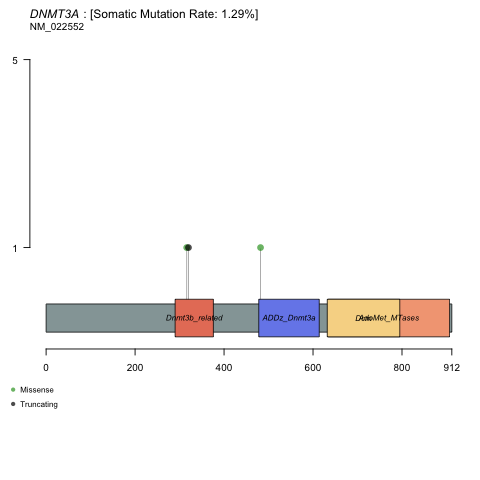 DNMT3A : [Somatic Mutation Rate: 1.29%]
NM_022552
5
1
Dnmt3b_related
ADDz_Dnmt3a
AdoMet_MTases
0
200
400
600
800
912
Missense
Truncating